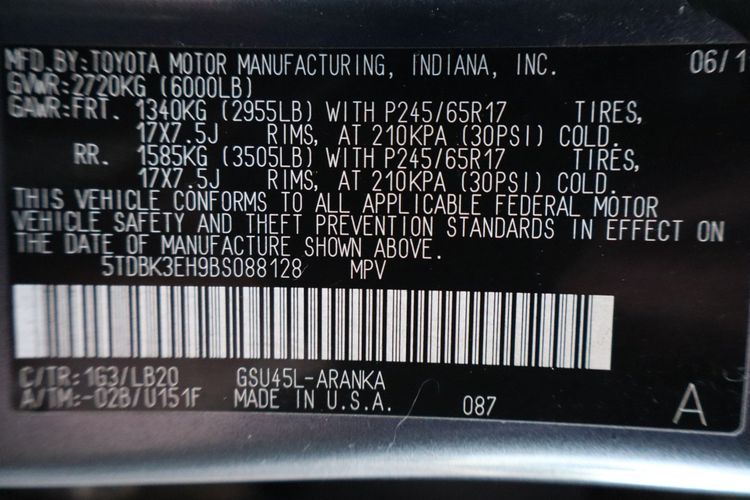 MFD.BY:TOYOTA MOTOR MANUFACTURING, INDIANA, INC. 06/1
GVWR:2720KG (6000LB)
GAWR:FRT. 1340KG (2955LB) WITH P245/65R17 TIRES,
17X7.5J RIMS, AT 210KPA (30PSI) COLD.
RR. 1585KG (3505LB) WITH P245/65R17 TIRES,
17X7.5J RIMS, AT 210KPA (30PSI) COLD.
THIS VEHICLE CONFORMS TO ALL APPLICABLE FEDERAL MOTOR
VEHICLE SAFETY AND THEFT PREVENTION STANDARDS IN EFFECT ON
THE DATE OF MANUFACTURE SHOWN ABOVE.
5TDBK3EH9BS088128 MPV
C/TR:1G3/LB20 GSU45L-ARANKA
A/TM:-02B/U151F MADE IN U.S.A. 087 A